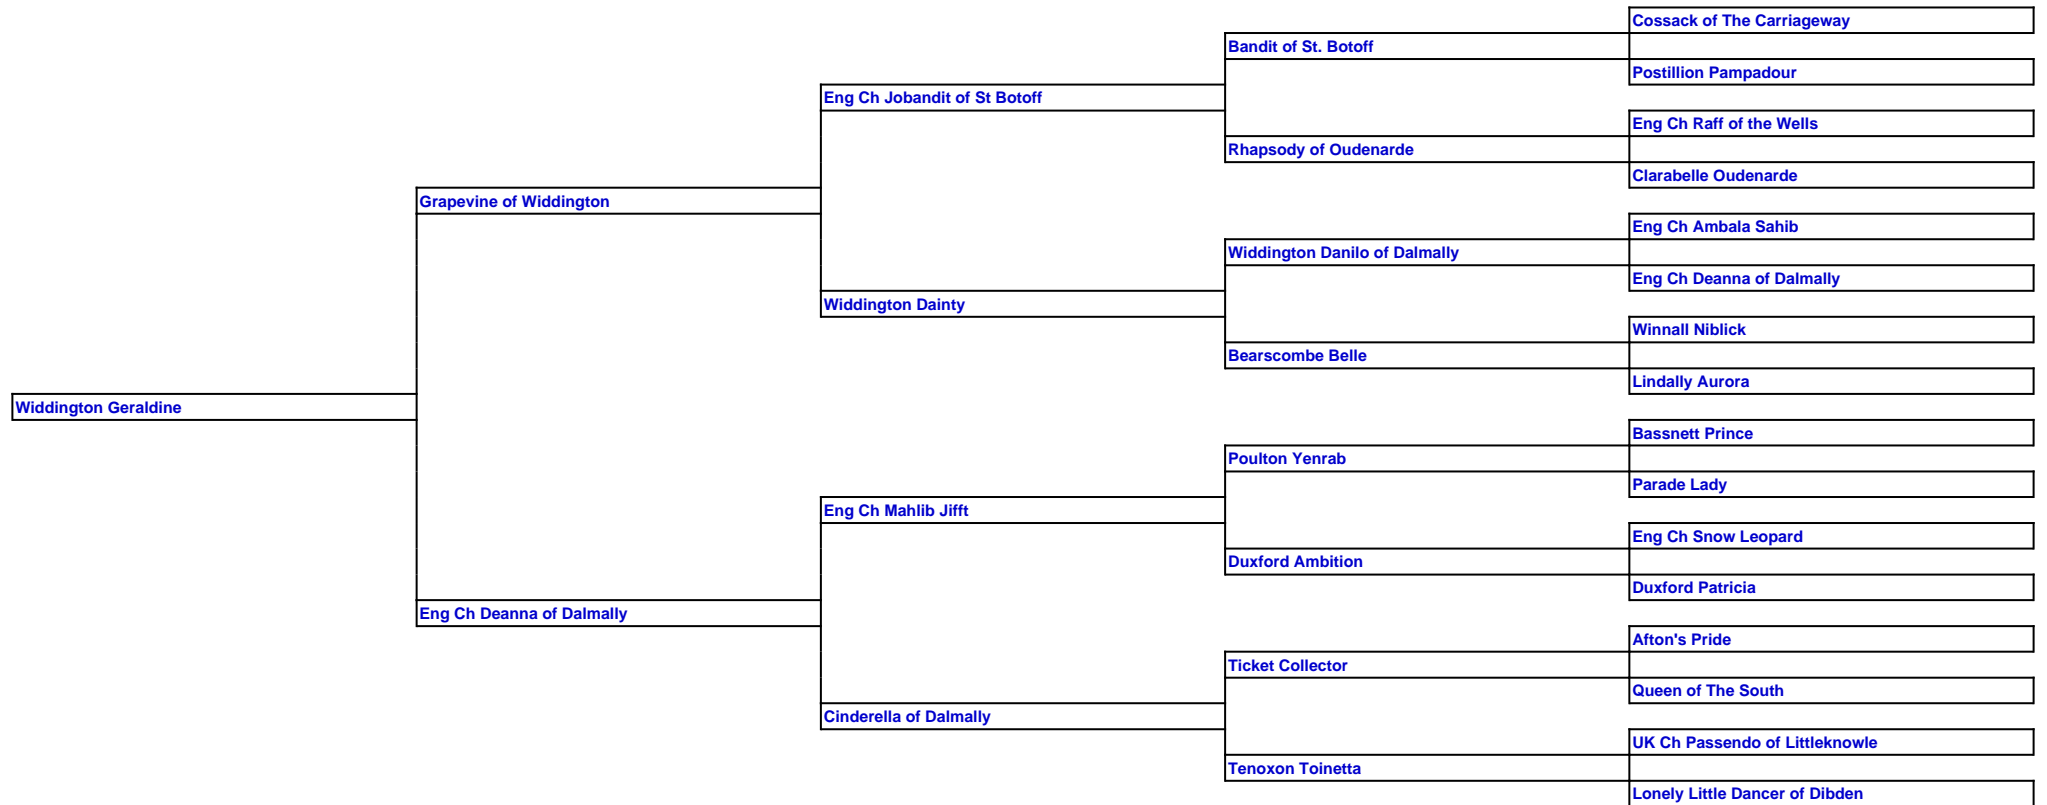 Cossack of The Carriageway
Bandit of St. Botoff
Postillion Pampadour
Eng Ch Jobandit of St Botoff
Eng Ch Raff of the Wells
Rhapsody of Oudenarde
Clarabelle Oudenarde
Grapevine of Widdington
Eng Ch Ambala Sahib
Widdington Danilo of Dalmally
Eng Ch Deanna of Dalmally
Widdington Dainty
Winnall Niblick
Bearscombe Belle
Lindally Aurora
Widdington Geraldine
Bassnett Prince
Poulton Yenrab
Parade Lady
Eng Ch Mahlib Jifft
Eng Ch Snow Leopard
Duxford Ambition
Duxford Patricia
Eng Ch Deanna of Dalmally
Afton's Pride
Ticket Collector
Queen of The South
Cinderella of Dalmally
UK Ch Passendo of Littleknowle
Tenoxon Toinetta
Lonely Little Dancer of Dibden